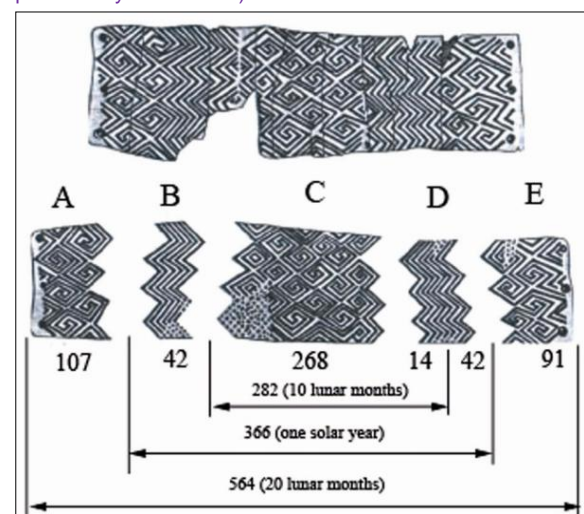 A B C D E
107 42 268 14 42 91
282 (10 lunar months)
366 (one solar year)
564 (20 lunar months)